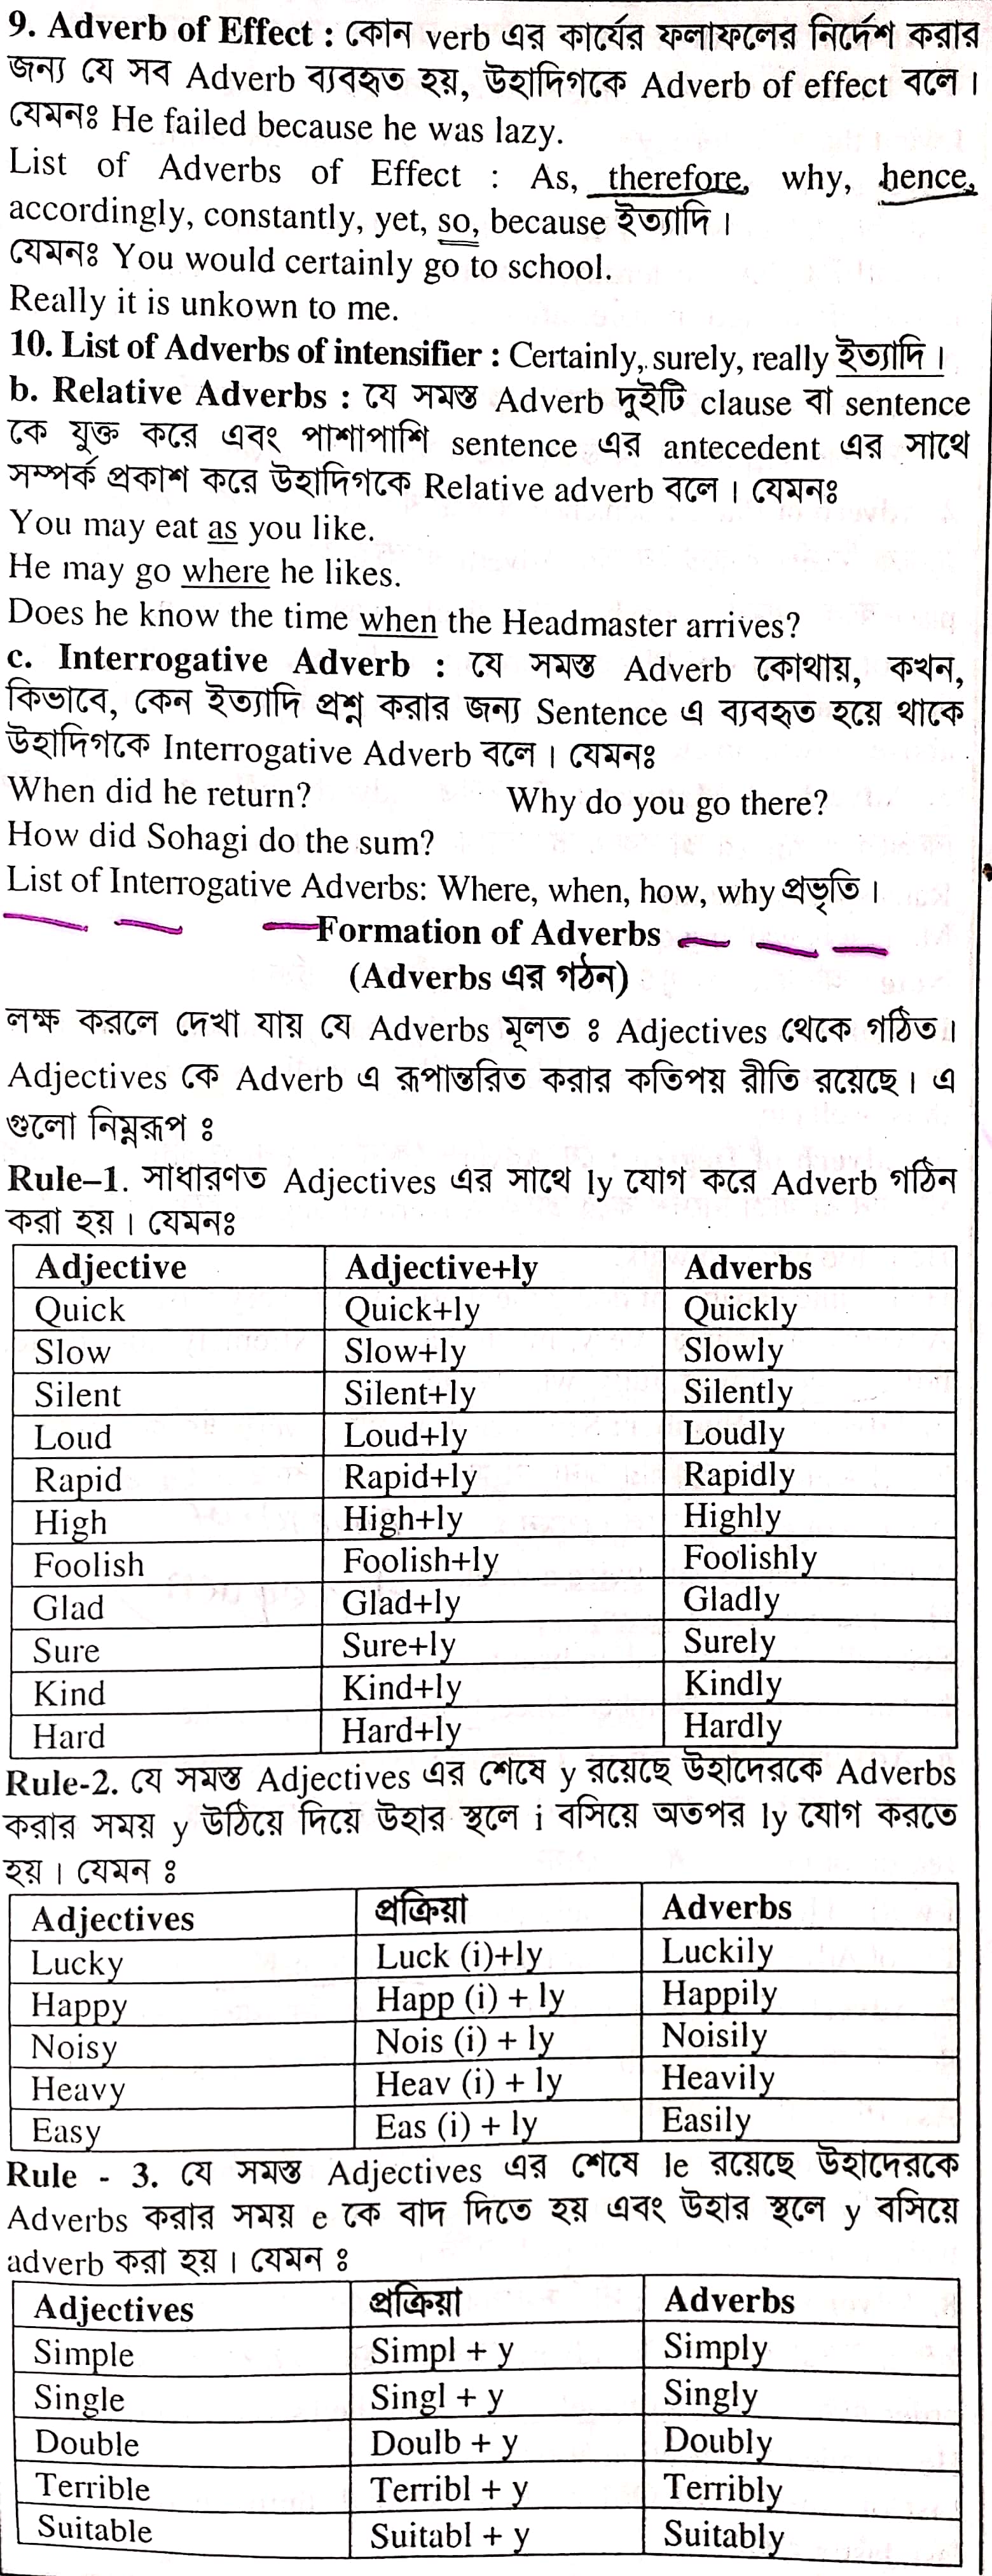 9. Adverb of Effect : কোন verb এর কার্যের ফলাফলের নির্দেশ করার
জন্য যে সব Adverb ব্যবহৃত হয়, উহাদিগকে Adverb of effect বলে।
যেমনঃ He failed because he was lazy.
List of Adverbs of Effect : As, therefore, why, hence,
accordingly, constantly, yet, so, because ইত্যাদি।
যেমনঃ You would certainly go to school.
Really it is unkown to me.
10. List of Adverbs of intensifier : Certainly, surely, really ইত্যাদি।
b. Relative Adverbs : যে সমস্ত Adverb দুইটি clause বা sentence
কে যুক্ত করে এবং পাশাপাশি sentence এর antecedent এর সাথে
সম্পর্ক প্রকাশ করে উহাদিগকে Relative adverb বলে। যেমনঃ
You may eat as you like.
He may go where he likes.
Does he know the time when the Headmaster arrives?
c. Interrogative Adverb : যে সমস্ত Adverb কোথায়, কখন,
কিভাবে, কেন ইত্যাদি প্রশ্ন করার জন্য Sentence এ ব্যবহৃত হয়ে থাকে
উহাদিগকে Interrogative Adverb বলে। যেমনঃ
When did he return? Why do you go there?
How did Sohagi do the sum?
List of Interrogative Adverbs: Where, when, how, why প্রভৃতি।
Formation of Adverbs
(Adverbs এর গঠন)
লক্ষ করলে দেখা যায় যে Adverbs মূলত ঃ Adjectives থেকে গঠিত।
Adjectives কে Adverb এ রূপান্তরিত করার কতিপয় রীতি রয়েছে। এ
গুলো নিম্নরূপ ঃ
Rule–1. সাধারণত Adjectives এর সাথে ly যোগ করে Adverb গঠিন
করা হয়। যেমনঃ
Adjective Adjective+ly Adverbs
Quick Quick+ly Quickly
Slow Slow+ly Slowly
Silent Silent+ly Silently
Loud Loud+ly Loudly
Rapid Rapid+ly Rapidly
High High+ly Highly
Foolish Foolish+ly Foolishly
Glad Glad+ly Gladly
Sure Sure+ly Surely
Kind Kind+ly Kindly
Hard Hard+ly Hardly
Rule-2. যে সমস্ত Adjectives এর শেষে y রয়েছে উহাদেরকে Adverbs
করার সময় y উঠিয়ে দিয়ে উহার স্থলে i বসিয়ে অতপর ly যোগ করতে
হয়। যেমন ঃ
Adjectives প্রক্রিয়া Adverbs
Lucky Luck (i)+ly Luckily
Happy Happ (i) + ly Happily
Noisy Nois (i) + ly Noisily
Heavy Heav (i) + ly Heavily
Easy Eas (i) + ly Easily
Rule - 3. যে সমস্ত Adjectives এর শেষে le রয়েছে উহাদেরকে
Adverbs করার সময় e কে বাদ দিতে হয় এবং উহার স্থলে y বসিয়ে
adverb করা হয়। যেমন ঃ
Adjectives প্রক্রিয়া Adverbs
Simple Simpl + y Simply
Single Singl + y Singly
Double Doulb + y Doubly
Terrible Terribl + y Terribly
Suitable Suitabl + y Suitably